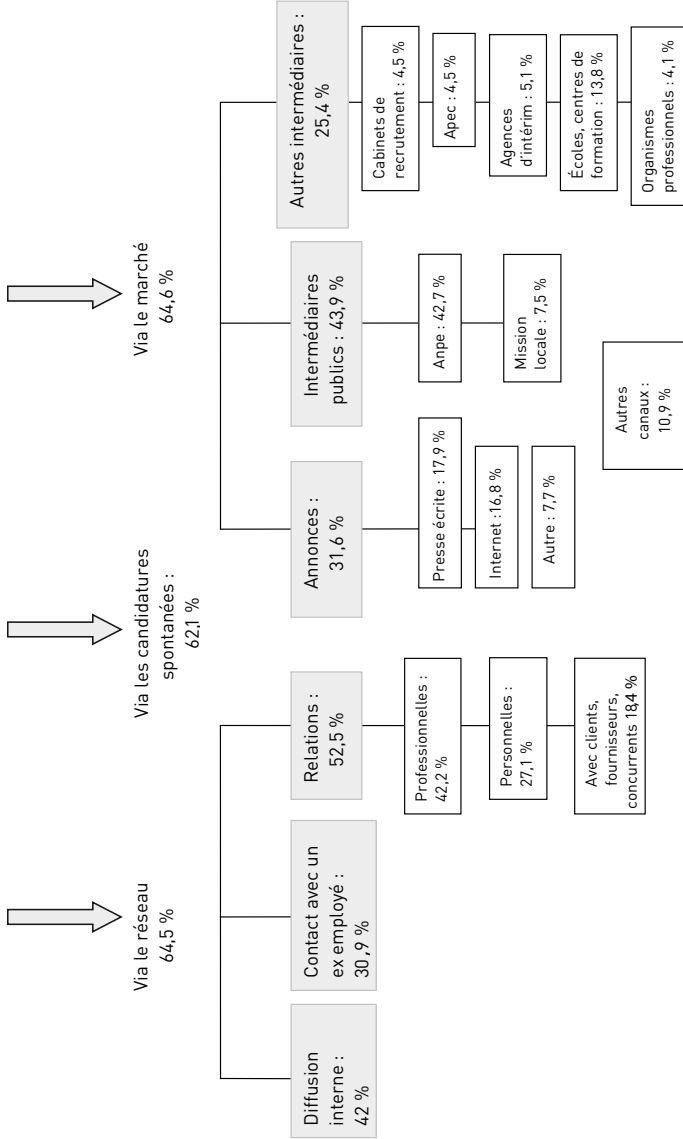 Via le réseau
64,5 %
Via les candidatures
spontanées :
62,1 %
Via le marché
64,6 %
Diffusion
interne :
42 %
Contact avec un
ex employé :
30 ,9 %
Relations :
52,5 %
Professionnelles :
42,2 %
Personnelles :
27,1 %
Avec clients,
fournisseurs,
concurrents 18,4 %
Annonces :
31,6 %
Presse écrite : 17,9 %
Internet :16,8 %
Autre : 7,7 %
Intermédiaires
publics : 43,9 %
Anpe : 42,7 %
Mission
locale : 7,5 %
Autres intermédiaires :
25,4 %
Cabinets de
recrutement : 4,5 %
Apec : 4,5 %
Agences
d'intérim : 5,1 %
Écoles, centres de
formation : 13,8 %
Organismes
professionnels : 4,1 %
Autres
canaux :
10,9 %